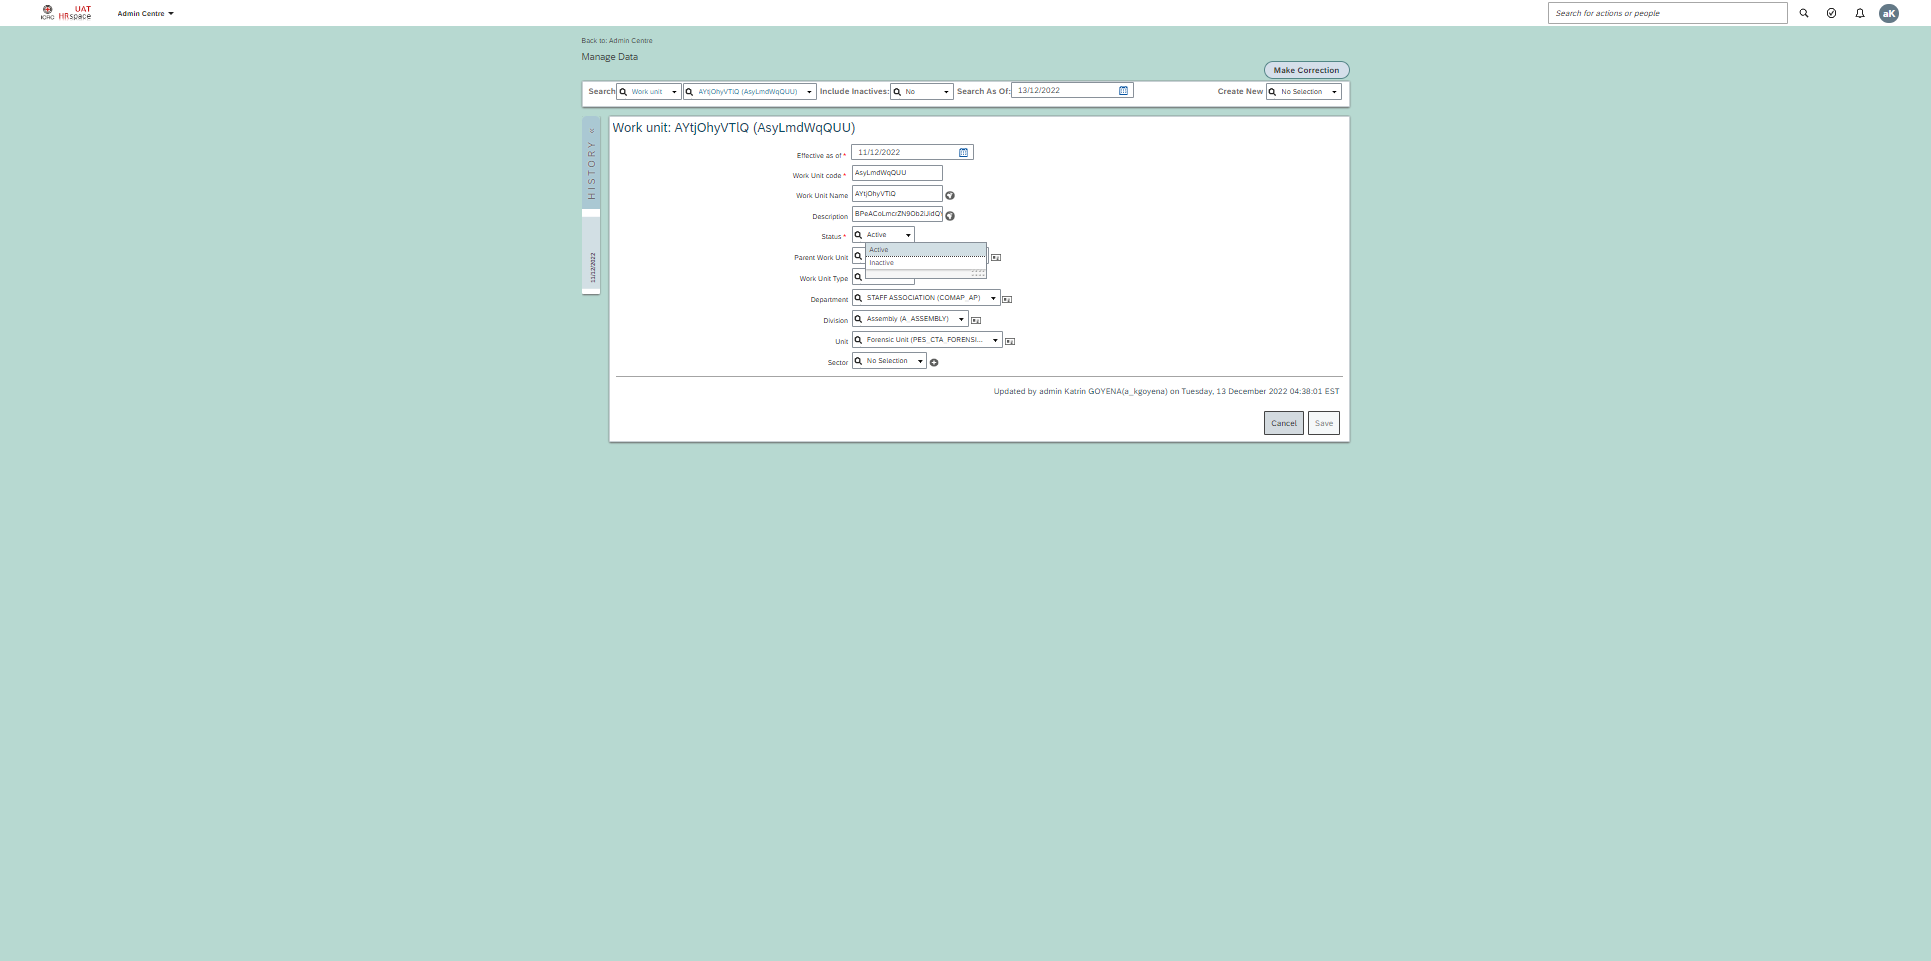 ICRC
UAT
HRspace
Admin Centre
Search for actions or people
aK
Back to: Admin Centre
Manage Data
Make Correction
Search
Work unit
AYtjOhyVTlQ (AsyLmdWqQUU)
Include Inactives:
No
Search As Of:
13/12/2022
Create New
No Selection
HISTORY
11/12/2022
Work unit: AYtjOhyVTlQ (AsyLmdWqQUU)
Effective as of *
11/12/2022
Work Unit code *
AsyLmdWqQUU
Work Unit Name
AYtjOhyVTlQ
Description
Status *
Active
Active
Inactive
Parent Work Unit
Work Unit Type
Department
STAFF ASSOCIATION (COMAP_AP)
Division
Assembly (A_ASSEMBLY)
Unit
Forensic Unit (PES_CTA_FORENSI...
Sector
No Selection
Updated by admin Katrin GOYENA(a_kgoyena) on Tuesday, 13 December 2022 04:38:01 EST
Cancel
Save